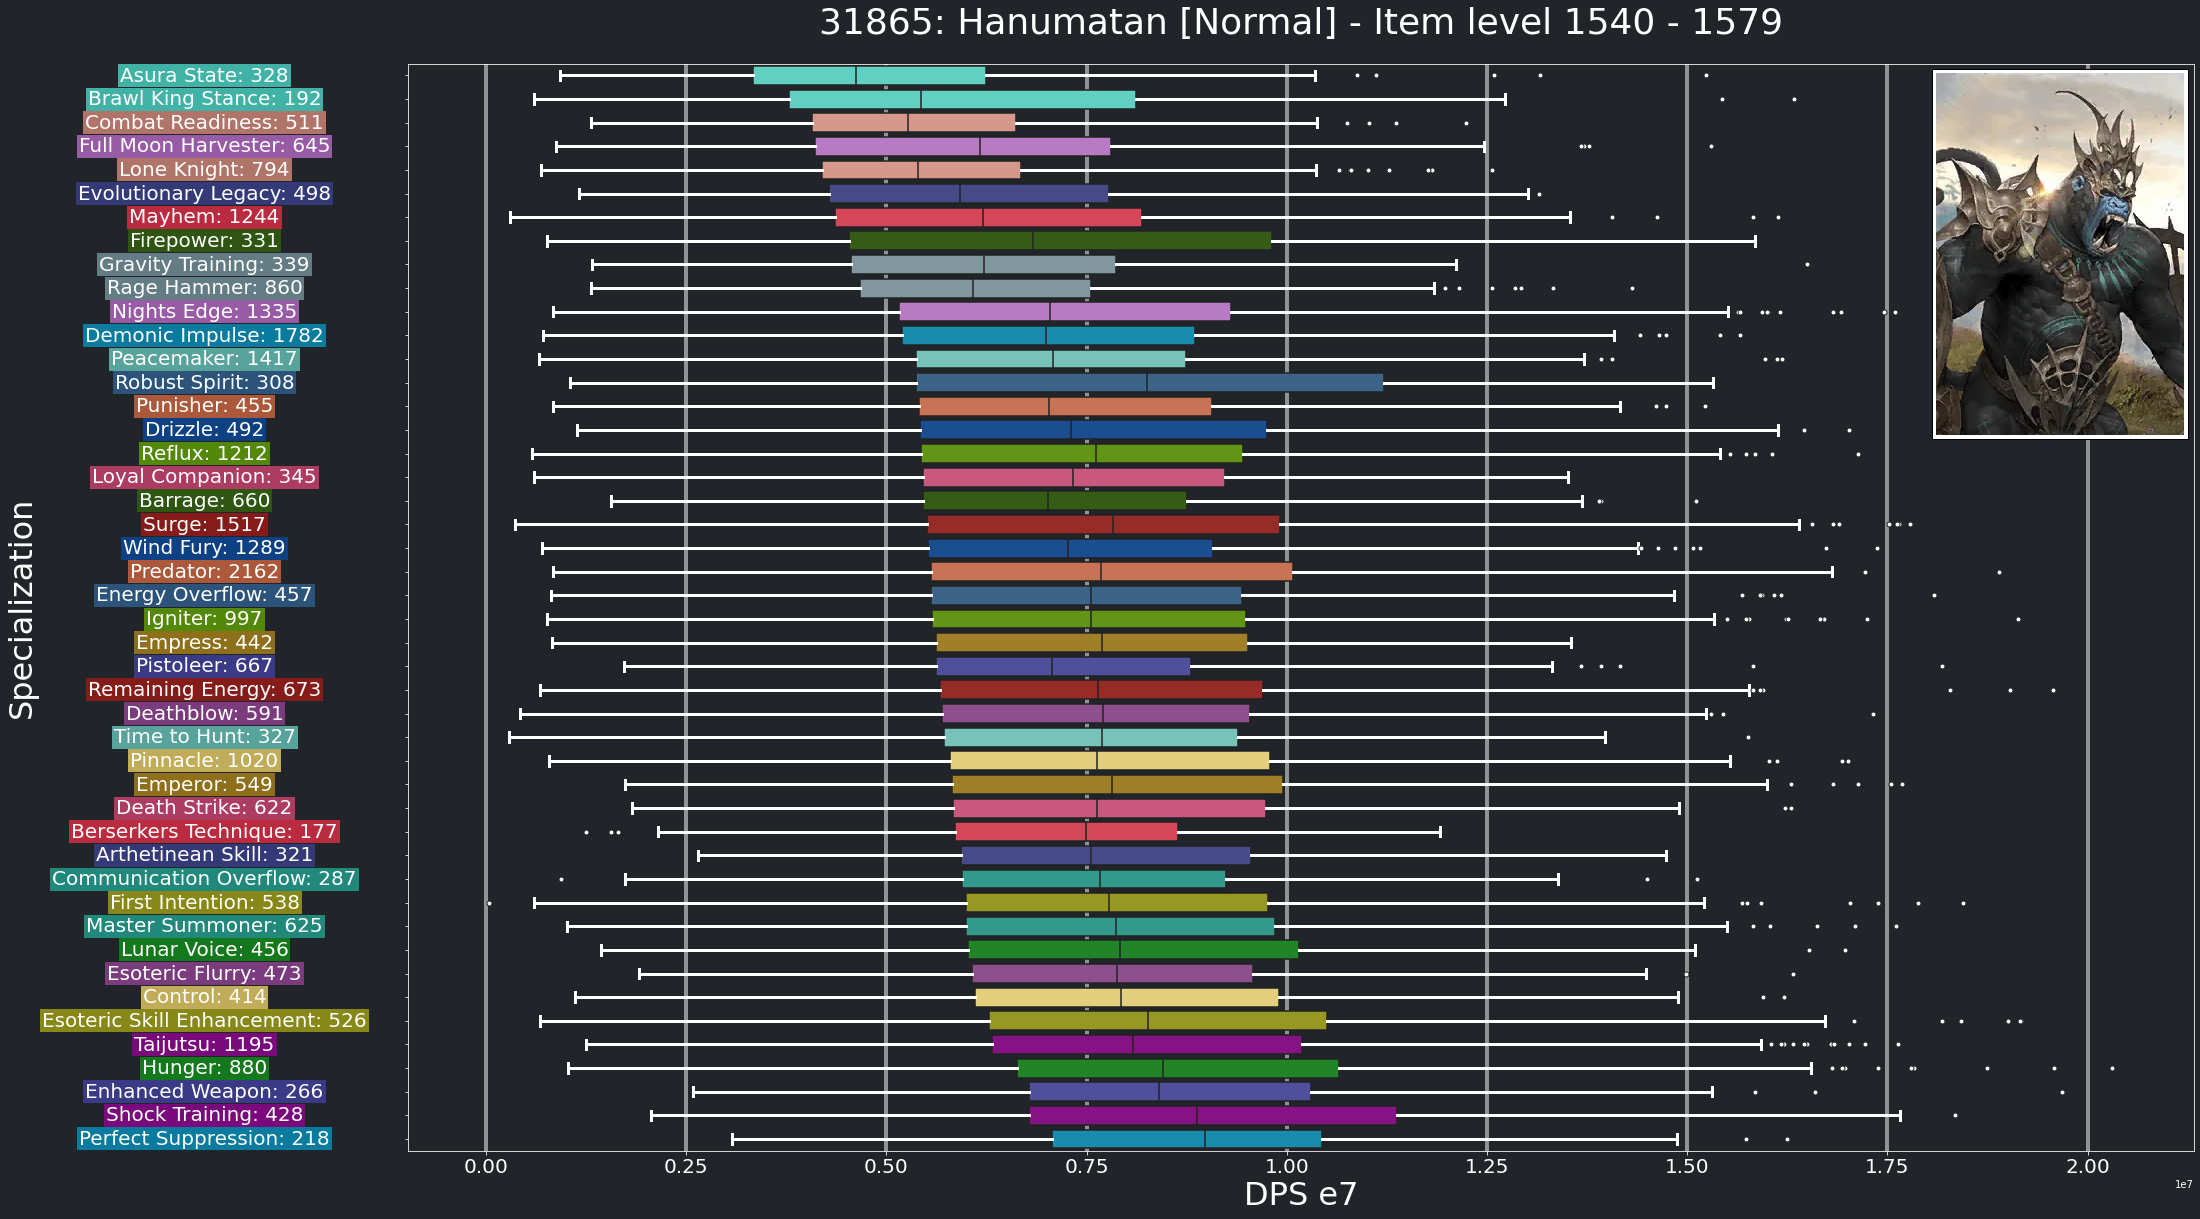 31865: Hanumatan [Normal] - Item level 1540 - 1579
Specialization
Asura State: 328
Brawl King Stance: 192
Combat Readiness: 511
Full Moon Harvester: 645
Lone Knight: 794
Evolutionary Legacy: 498
Mayhem: 1244
Firepower: 331
Gravity Training: 339
Rage Hammer: 860
Nights Edge: 1335
Demonic Impulse: 1782
Peacemaker: 1417
Robust Spirit: 308
Punisher: 455
Drizzle: 492
Reflux: 1212
Loyal Companion: 345
Barrage: 660
Surge: 1517
Wind Fury: 1289
Predator: 2162
Energy Overflow: 457
Igniter: 997
Empress: 442
Pistoleer: 667
Remaining Energy: 673
Deathblow: 591
Time to Hunt: 327
Pinnacle: 1020
Emperor: 549
Death Strike: 622
Berserkers Technique: 177
Arthetinean Skill: 321
Communication Overflow: 287
First Intention: 538
Master Summoner: 625
Lunar Voice: 456
Esoteric Flurry: 473
Control: 414
Esoteric Skill Enhancement: 526
Taijutsu: 1195
Hunger: 880
Enhanced Weapon: 266
Shock Training: 428
Perfect Suppression: 218
0.00 0.25 0.50 0.75 1.00 1.25 1.50 1.75 2.00
1e7
DPS e7